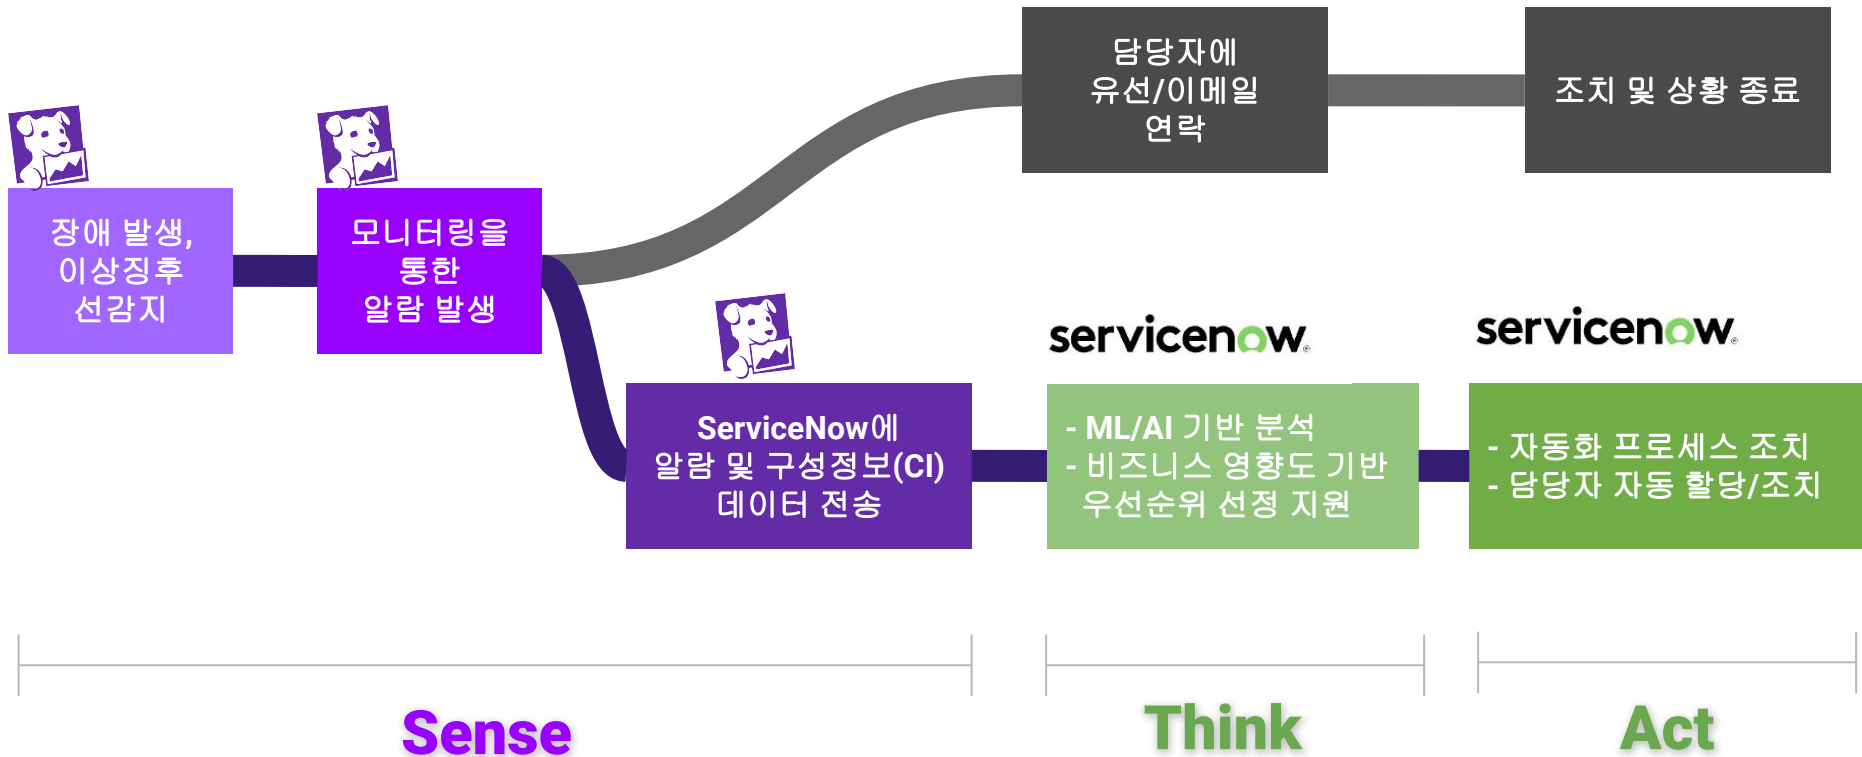 담당자에
유선/이메일
연락
조치 및 상황 종료
장애 발생,
이상징후
선감지
모니터링을
통한
알람 발생
ServiceNow에
알람 및 구성정보(CI)
데이터 전송
servicenow®
- ML/AI 기반 분석
- 비즈니스 영향도 기반
우선순위 선정 지원
servicenow®
- 자동화 프로세스 조치
- 담당자 자동 할당/조치
Sense
Think
Act